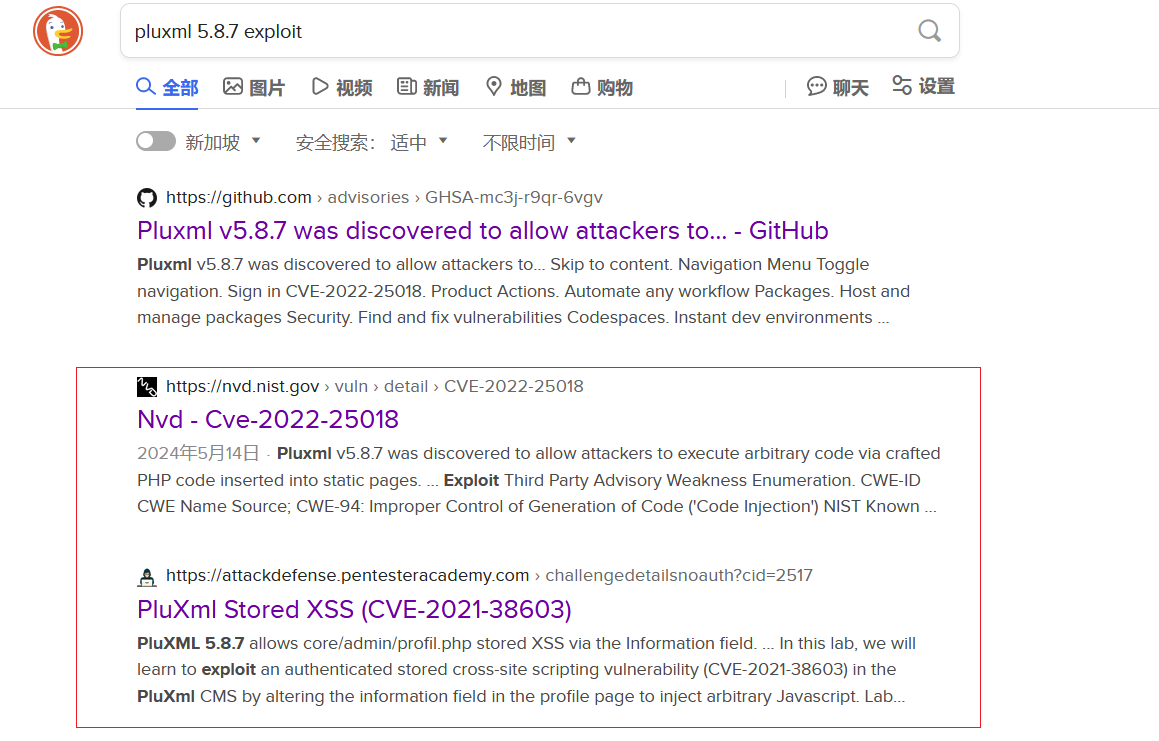 pluxml 5.8.7 exploit
全部 图片 视频 新闻 地图 购物 聊天 设置
新加坡 安全搜索： 适中 不限时间
https://github.com › advisories › GHSA-mc3j-r9qr-6vgv
Pluxml v5.8.7 was discovered to allow attackers to... - GitHub
Pluxml v5.8.7 was discovered to allow attackers to... Skip to content. Navigation Menu Toggle
navigation. Sign in CVE-2022-25018. Product Actions. Automate any workflow Packages. Host and
manage packages Security. Find and fix vulnerabilities Codespaces. Instant dev environments ...
https://nvd.nist.gov › vuln › detail › CVE-2022-25018
Nvd - Cve-2022-25018
2024年5月14日 · Pluxml v5.8.7 was discovered to allow attackers to execute arbitrary code via crafted
PHP code inserted into static pages. ... Exploit Third Party Advisory Weakness Enumeration. CWE-ID
CWE Name Source; CWE-94: Improper Control of Generation of Code ('Code Injection') NIST Known ...
https://attackdefense.pentesteracademy.com › challengedetailsnoauth?cid=2517
PluXml Stored XSS (CVE-2021-38603)
PluXML 5.8.7 allows core/admin/profil.php stored XSS via the Information field. ... In this lab, we will
learn to exploit an authenticated stored cross-site scripting vulnerability (CVE-2021-38603) in the
PluXml CMS by altering the information field in the profile page to inject arbitrary Javascript. Lab...